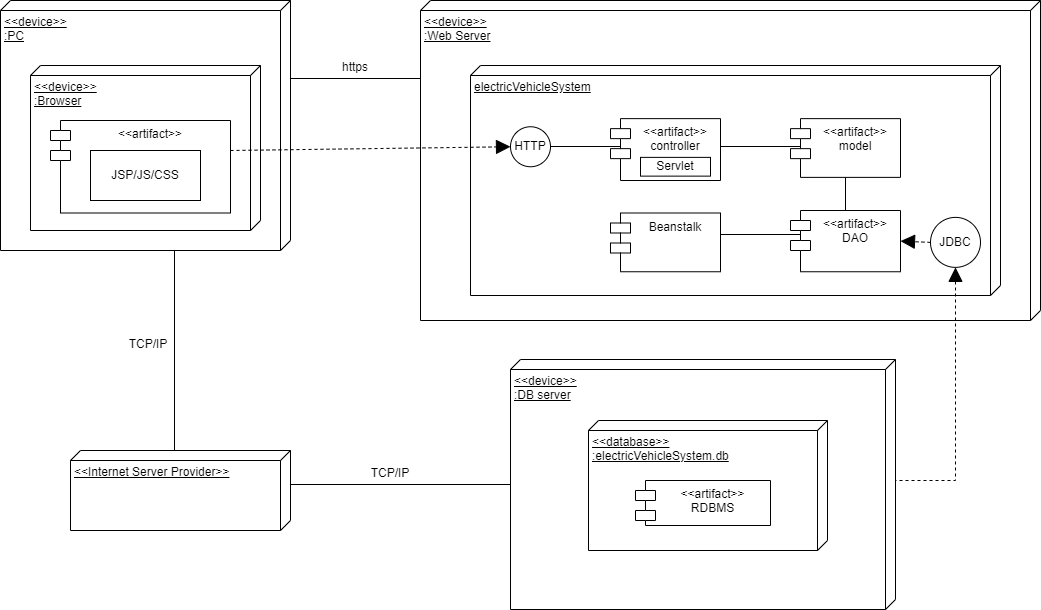 <<device>>
:PC
<<device>>
:Browser
<<artifact>>
JSP/JS/CSS
https
<<device>>
:Web Server
electricVehicleSystem
HTTP
<<artifact>>
controller
Servlet
<<artifact>>
model
Beanstalk
<<artifact>>
DAO
JDBC
TCP/IP
<<Internet Server Provider>>
TCP/IP
<<device>>
:DB server
<<database>>
:electricVehicleSystem.db
<<artifact>>
RDBMS